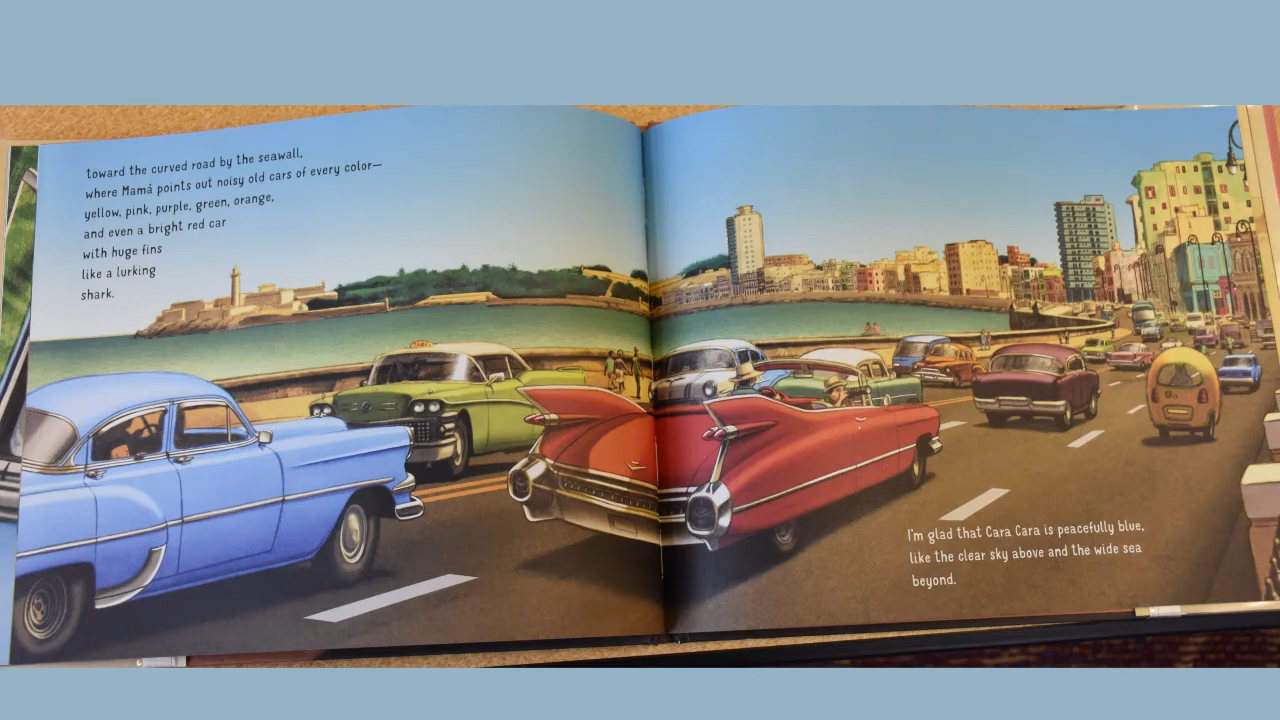 toward the curved road by the seawall,
where Mamá points out noisy old cars of every color—
yellow, pink, purple, green, orange,
and even a bright red car
with huge fins
like a lurking
shark.
I'm glad that Cara Cara is peacefully blue,
like the clear sky above and the wide sea
beyond.